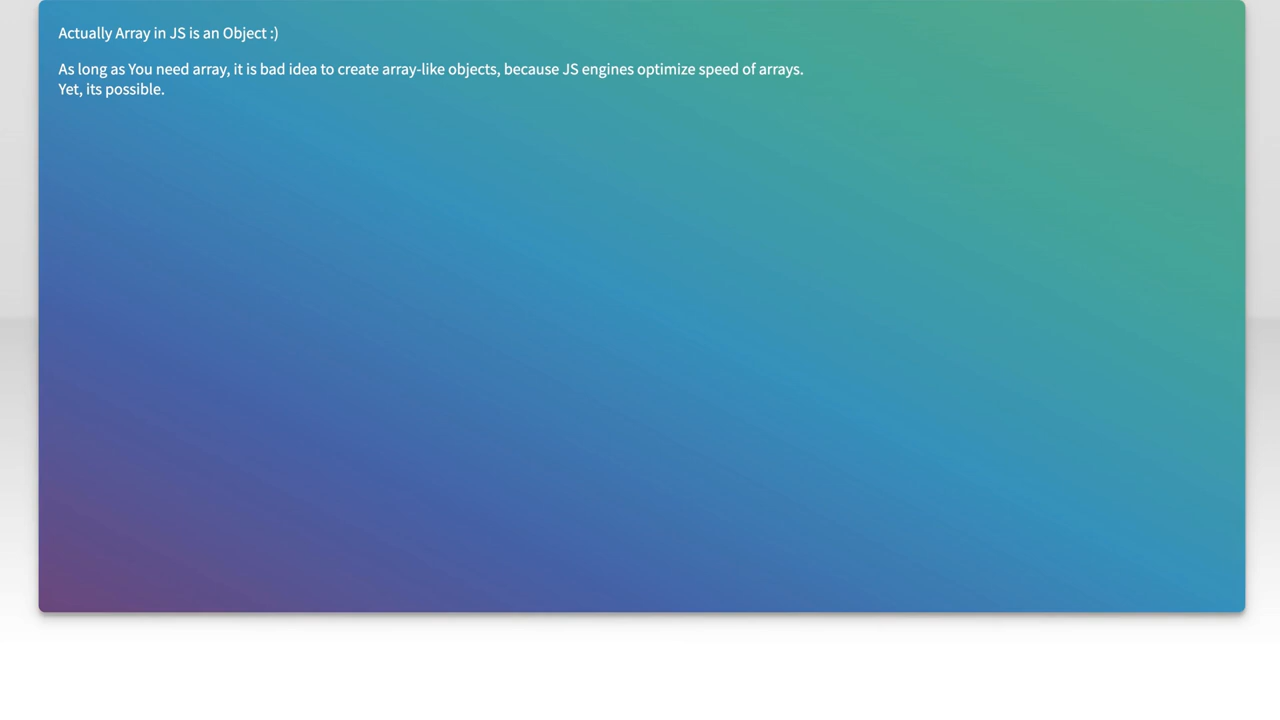 Actually Array in JS is an Object :)
As long as You need array, it is bad idea to create array-like objects, because JS engines optimize speed of arrays.
Yet, its possible.